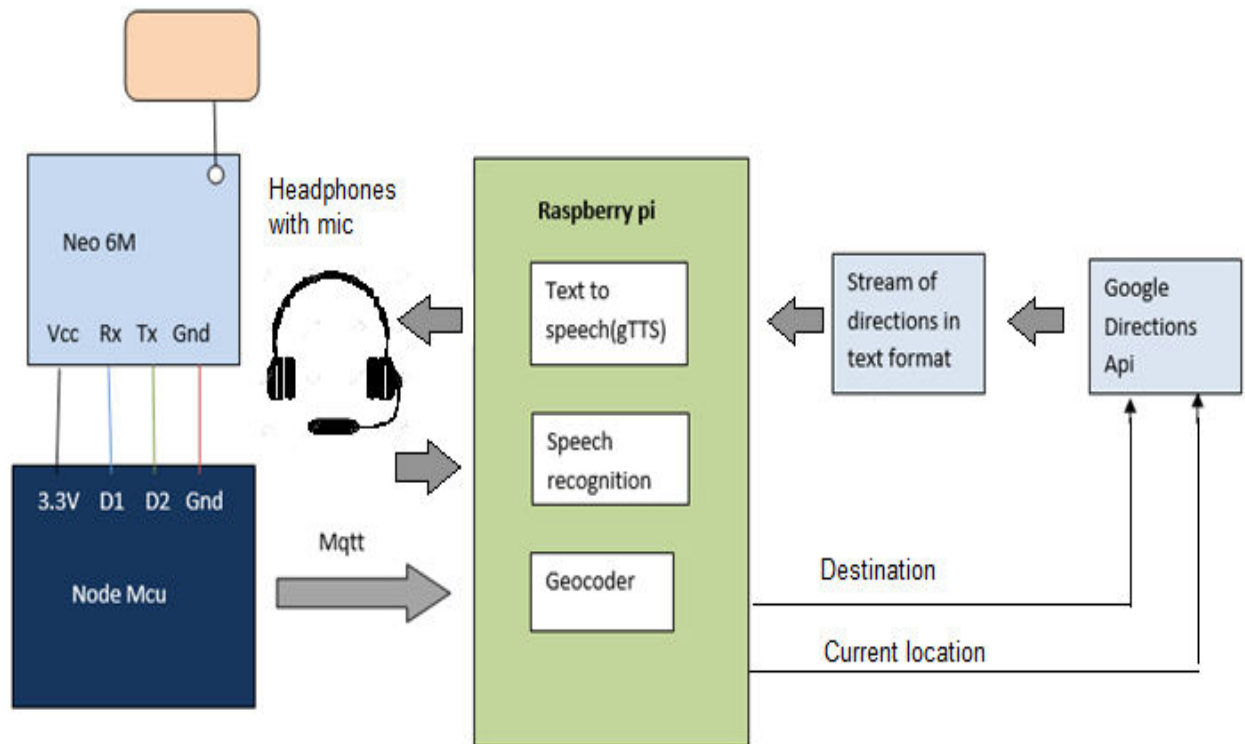 Neo 6M
Vcc Rx Tx Gnd
3.3V D1 D2 Gnd
Node Mcu
Headphones
with mic
Mqtt
Raspberry pi
Text to
speech(gTTS)
Speech
recognition
Geocoder
Stream of
directions in
text format
Google
Directions
Api
Destination
Current location